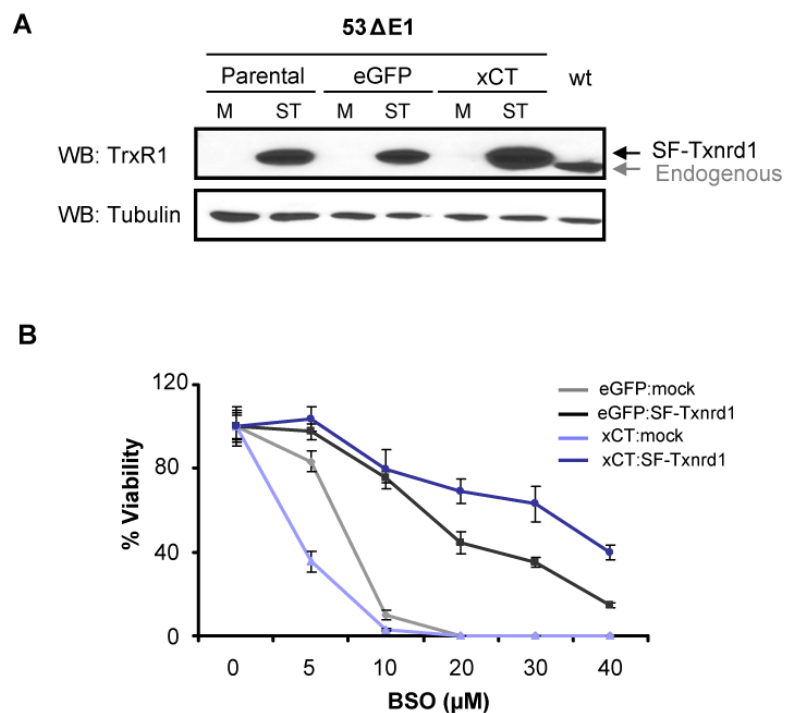 A
53ΔE1
Parental eGFP xCT wt
M ST M ST M ST
WB: TrxR1
SF-Txnrd1
Endogenous
WB: Tubulin
B
120
80
40
0
% Viability
eGFP:mock
eGFP:SF-Txnrd1
xCT:mock
xCT:SF-Txnrd1
0 5 10 20 30 40
BSO (µM)